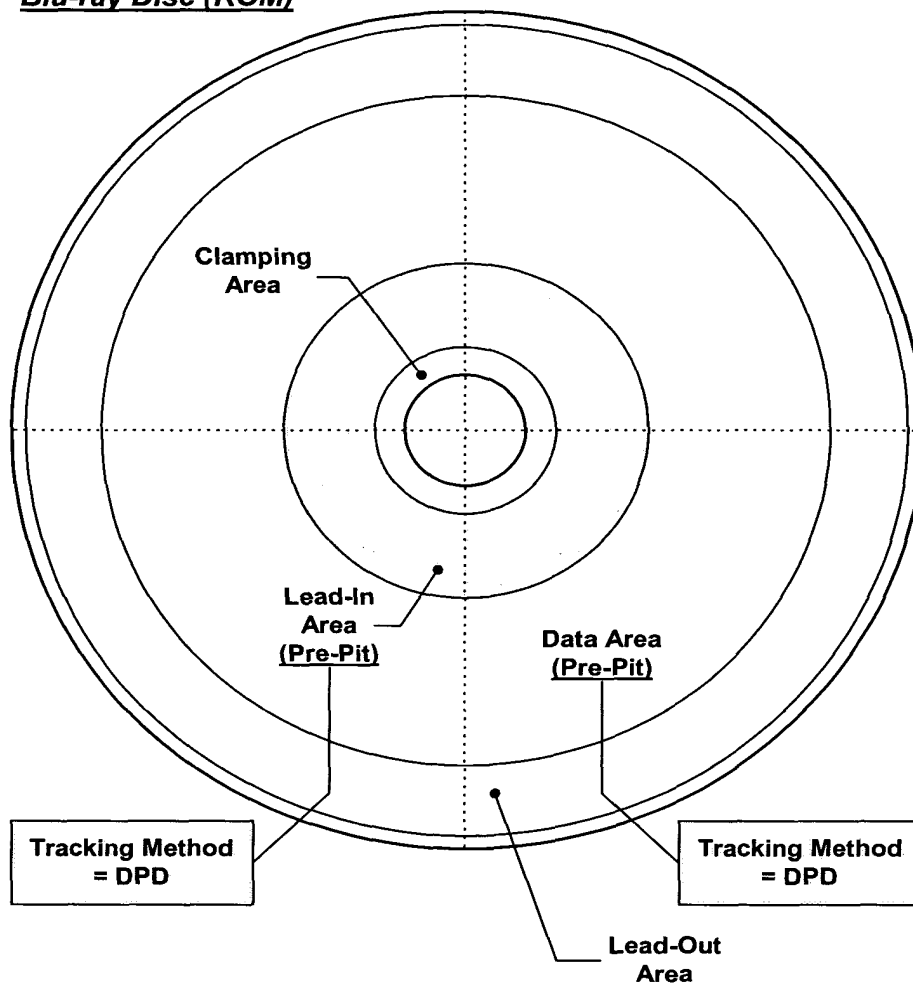 Blu-ray Disc (ROM)
Clamping
Area
Lead-In
Area
(Pre-Pit)
Data Area
(Pre-Pit)
Tracking Method
= DPD
Tracking Method
= DPD
Lead-Out
Area